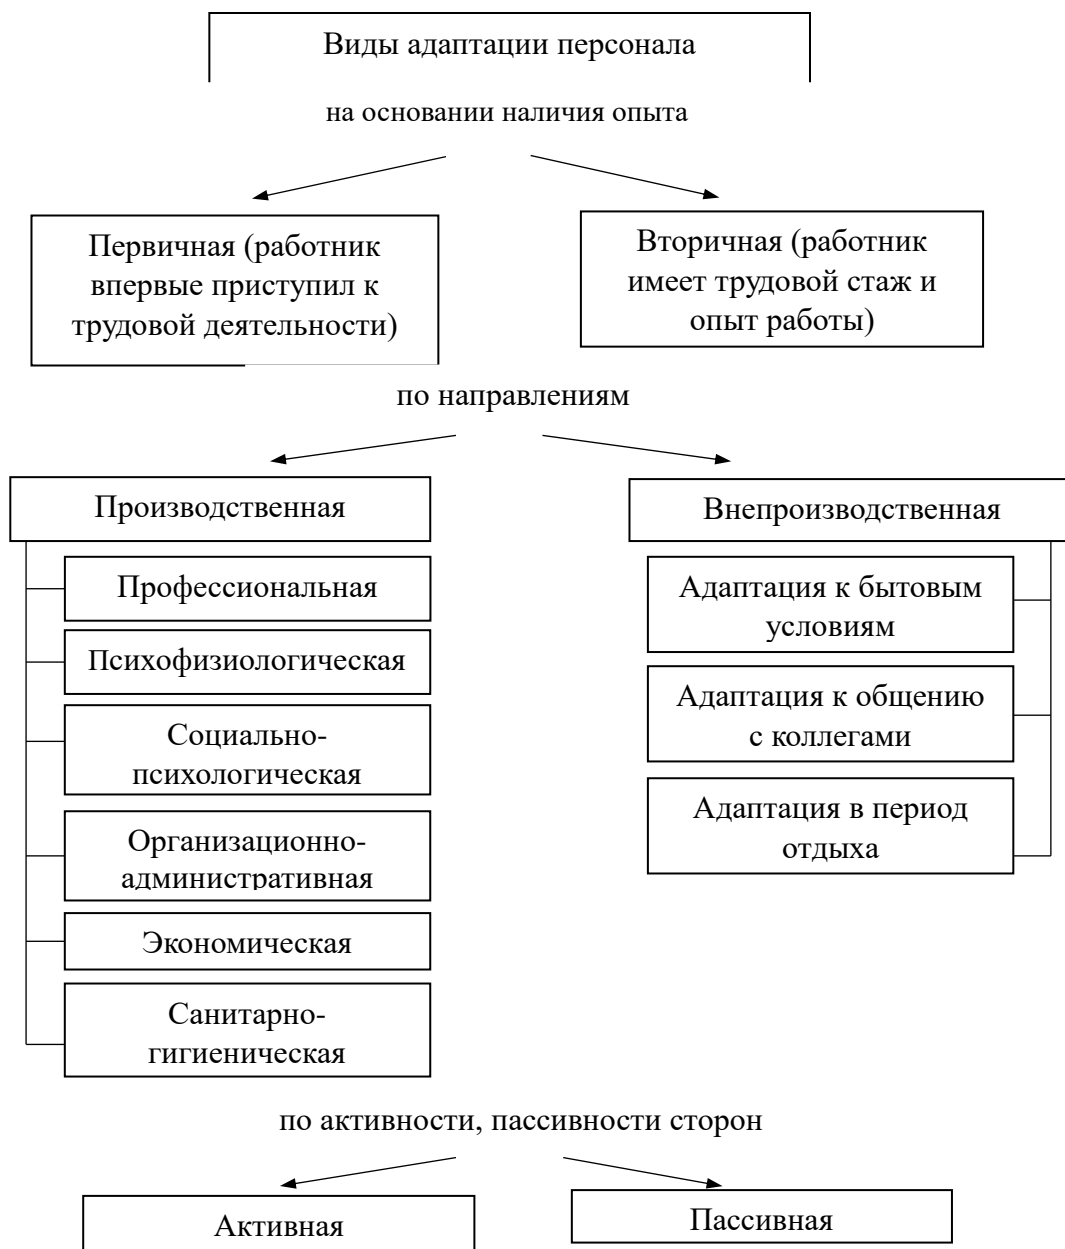 Виды адаптации персонала
на основании наличия опыта
Первичная (работник
впервые приступил к
трудовой деятельности)
Вторичная (работник
имеет трудовой стаж и
опыт работы)
по направлениям
Производственная
Профессиональная
Психофизиологическая
Социально-
психологическая
Организационно-
административная
Экономическая
Санитарно-
гигиеническая
Внепроизводственная
Адаптация к бытовым
условиям
Адаптация к общению
с коллегами
Адаптация в период
отдыха
по активности, пассивности сторон
Активная
Пассивная